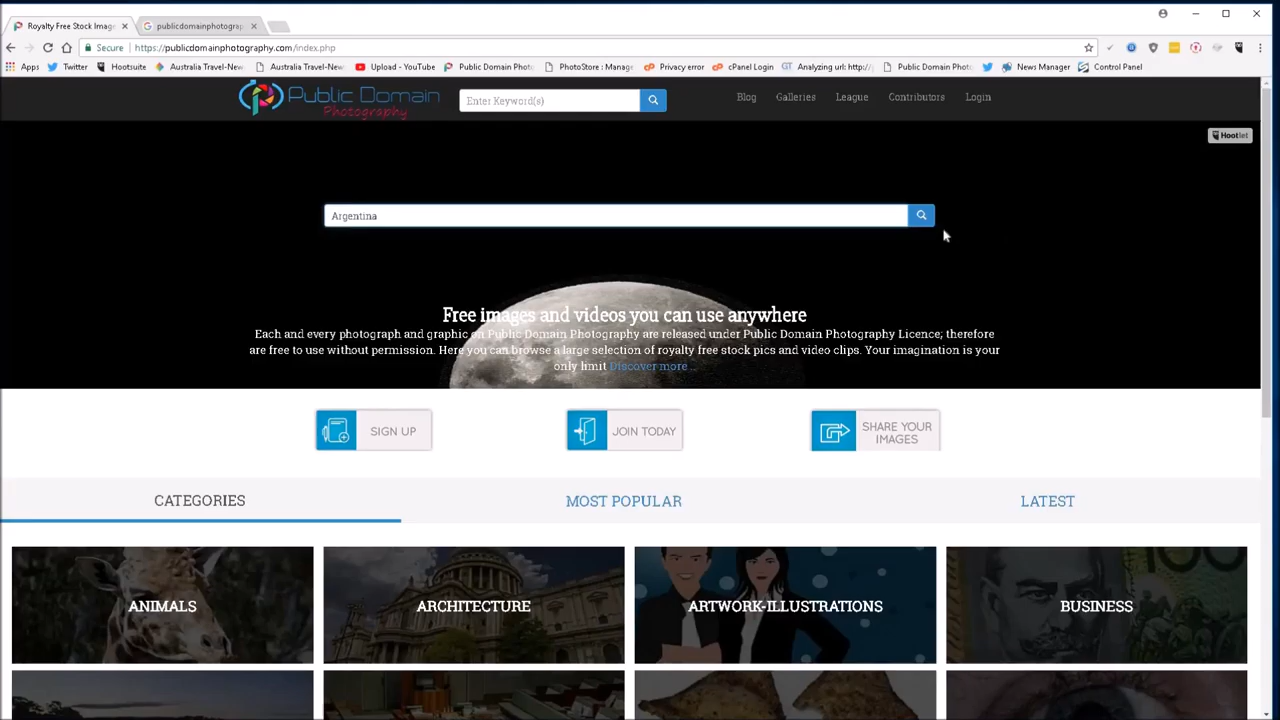 Royalty Free Stock Imag
publicdomainphotograp
Secure
https://publicdomainphotography.com/index.php
Apps
Twitter
Hootsuite
Australia Travel-New
Australia Travel-New
Upload - YouTube
Public Domain Phot
PhotoStore : Manage
Privacy error
cPanel Login
Analyzing url: http://
Public Domain Photo
News Manager
Control Panel
Public Domain
Photography
Enter Keyword(s)
Blog
Galleries
League
Contributors
Login
Hootlet
Argentina
Free images and videos you can use anywhere
Each and every photograph and graphic on Public Domain Photography are released under Public Domain Photography Licence; therefore
are free to use without permission. Here you can browse a large selection of royalty free stock pics and video clips. Your imagination is your
only limit Discover more ...
SIGN UP
JOIN TODAY
SHARE YOUR
IMAGES
CATEGORIES
MOST POPULAR
LATEST
ANIMALS
ARCHITECTURE
ARTWORK-ILLUSTRATIONS
BUSINESS